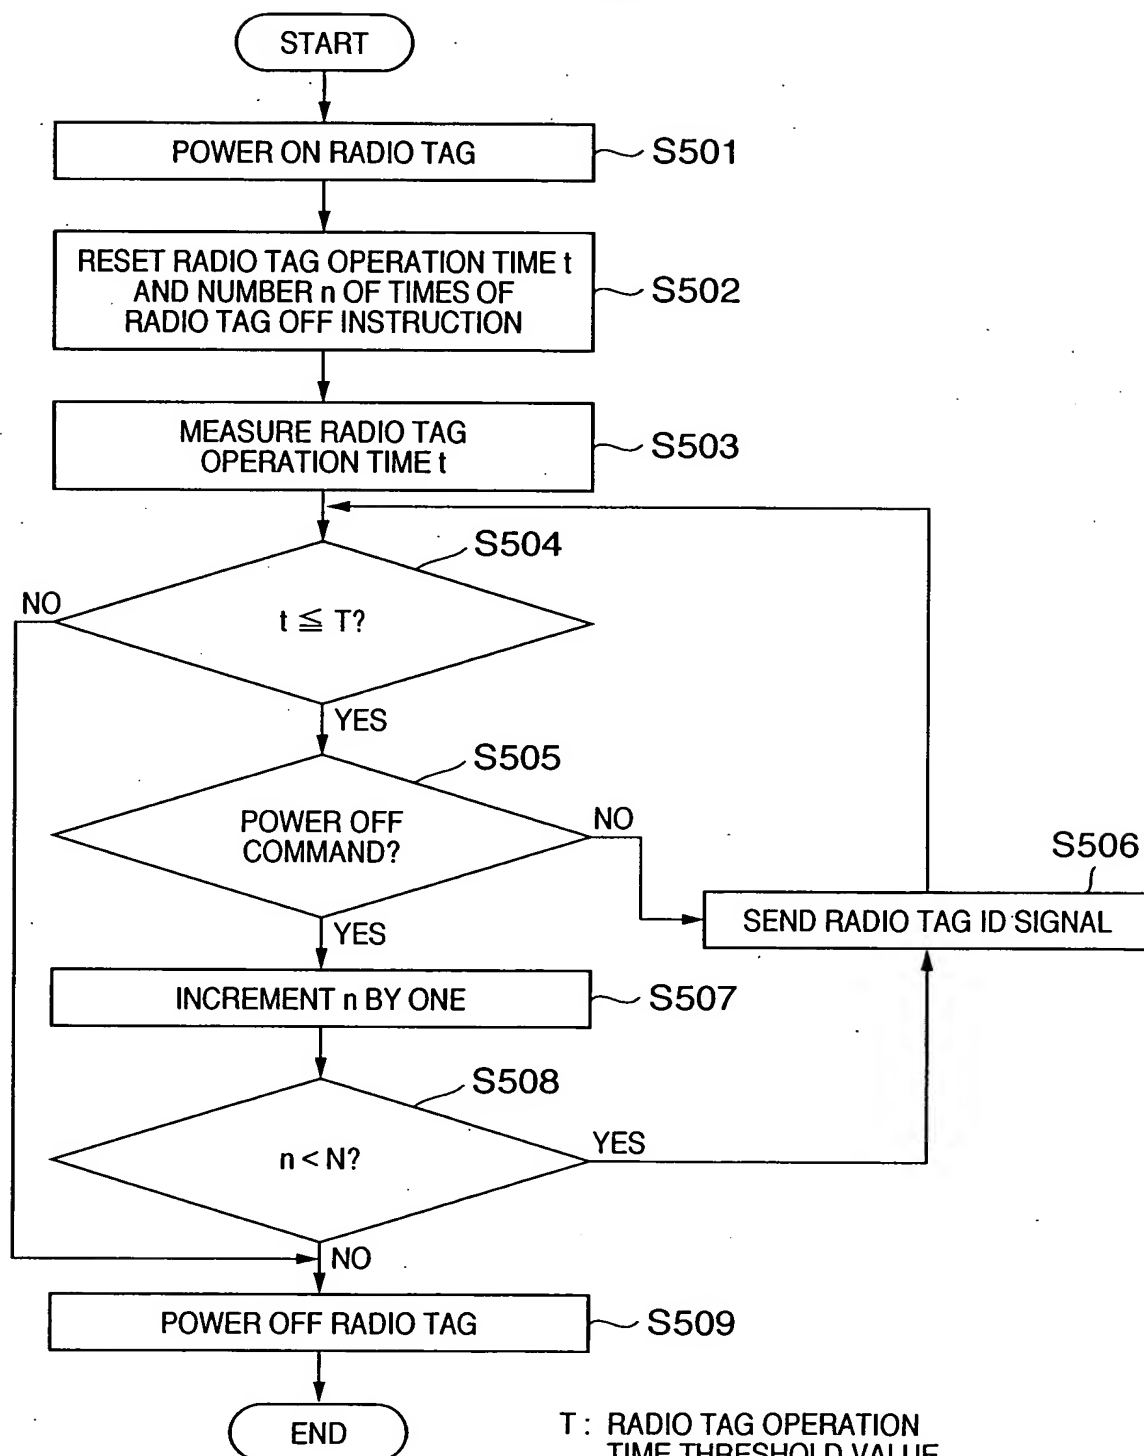 START
POWER ON RADIO TAG
S501
RESET RADIO TAG OPERATION TIME t
AND NUMBER n OF TIMES OF
RADIO TAG OFF INSTRUCTION
S502
MEASURE RADIO TAG
OPERATION TIME t
S503
S504
NO
t ≦ T?
YES
S505
POWER OFF
COMMAND?
NO
S506
SEND RADIO TAG ID SIGNAL
YES
INCREMENT n BY ONE
S507
S508
n < N?
YES
NO
POWER OFF RADIO TAG
S509
END
T : RADIO TAG OPERATION
TIME THRESHOLD VALUE